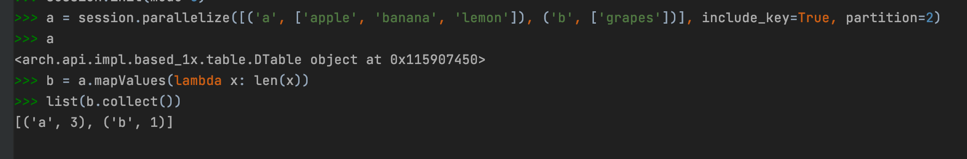 >>> a = session.parallelize([('a', ['apple', 'banana', 'lemon']), ('b', ['grapes'])], include_key=True, partition=2)
>>> a
<arch.api.impl.based_1x.table.DTable object at 0x115907450>
>>> b = a.mapValues(lambda x: len(x))
>>> list(b.collect())
[('a', 3), ('b', 1)]